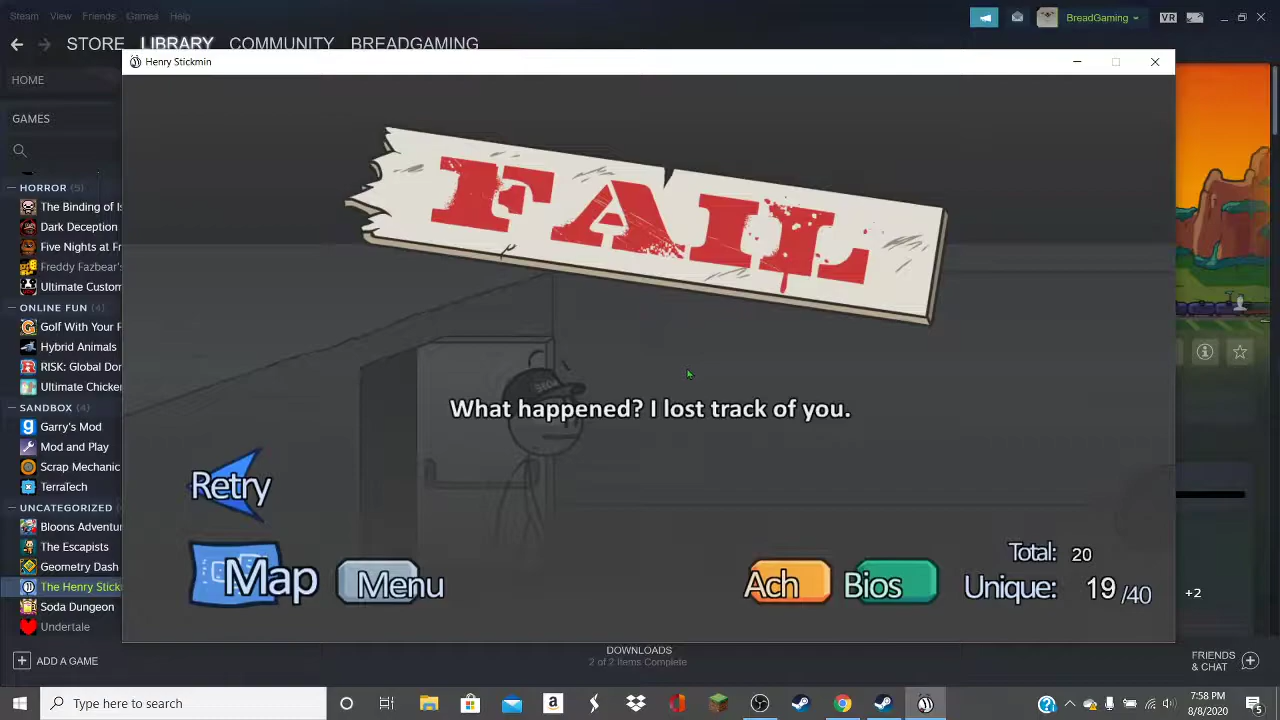 Steam View Friends Games Help
BreadGaming
VR
STORE LIBRARY COMMUNITY BREADGAMING
Henry Stickmin
HOME
GAMES
HORROR (5)
The Binding of Is
Dark Deception
Five Nights at Fr
Freddy Fazbear's
Ultimate Custom
ONLINE FUN (4)
Golf With Your F
Hybrid Animals
RISK: Global Dor
Ultimate Chicken
SANDBOX (4)
Garry's Mod
Mod and Play
Scrap Mechanic
TerraTech
UNCATEGORIZED
Bloons Adventu
The Escapists
Geometry Dash
The Henry Stick
Soda Dungeon
Undertale
ADD A GAME
FAIL
What happened? I lost track of you.
Retry
Map
Menu
Ach
Bios
Total: 20
Unique: 19 /40
+2
DOWNLOADS
2 of 2 Items Complete
FRIENDS
& CHAT
Type here to search
7:58 PM
8/8/2020
5